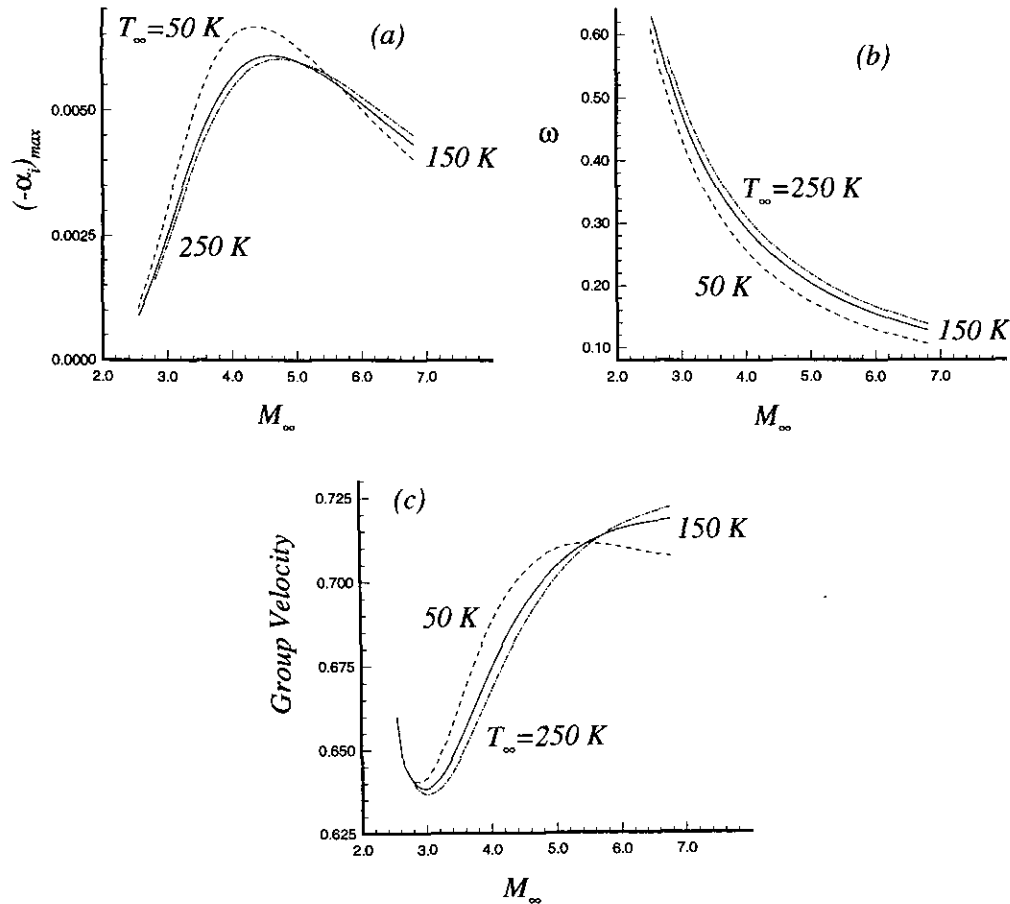 T∞=50 K
(a)
(-αi)max
0.0050
0.0025
0.0000
150 K
250 K
2.0 3.0 4.0 5.0 6.0 7.0
M∞
(b)
ω
0.60
0.50
0.40
0.30
0.20
0.10
T∞=250 K
50 K
150 K
2.0 3.0 4.0 5.0 6.0 7.0
M∞
(c)
Group Velocity
0.725
0.700
0.675
0.650
0.625
150 K
50 K
T∞=250 K
2.0 3.0 4.0 5.0 6.0 7.0
M∞